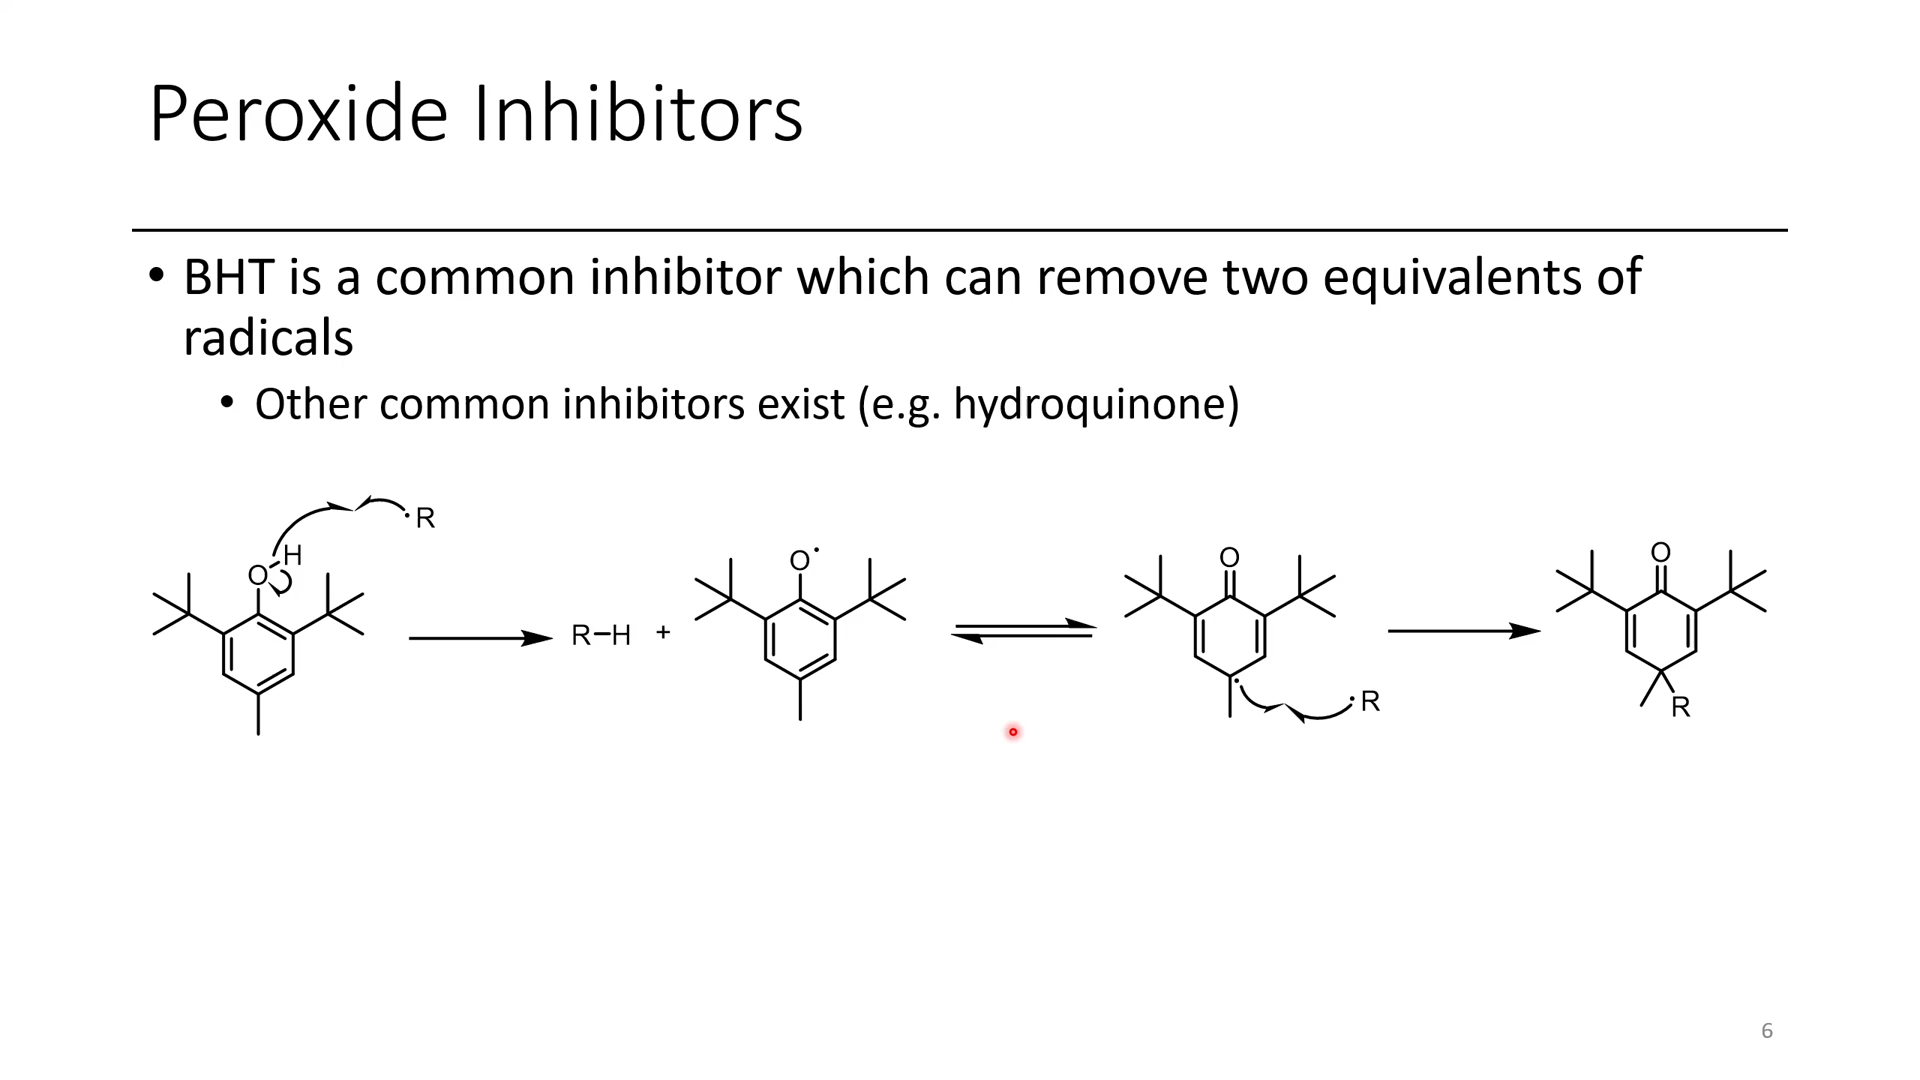 Peroxide Inhibitors
• BHT is a common inhibitor which can remove two equivalents of
radicals
• Other common inhibitors exist (e.g. hydroquinone)
·R
H
O
R–H + O·
O
·R
O
R
6